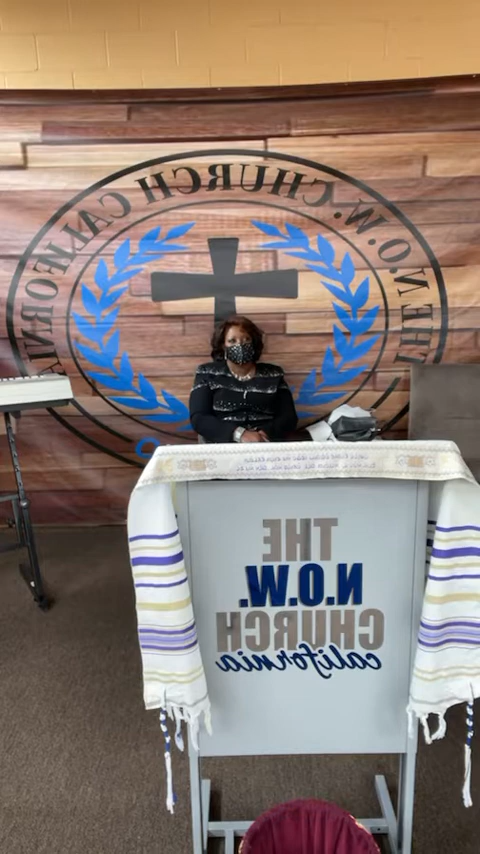 THE N.O.W. CHURCH CALIFORNIA
THE
N.O.W.
CHURCH
california